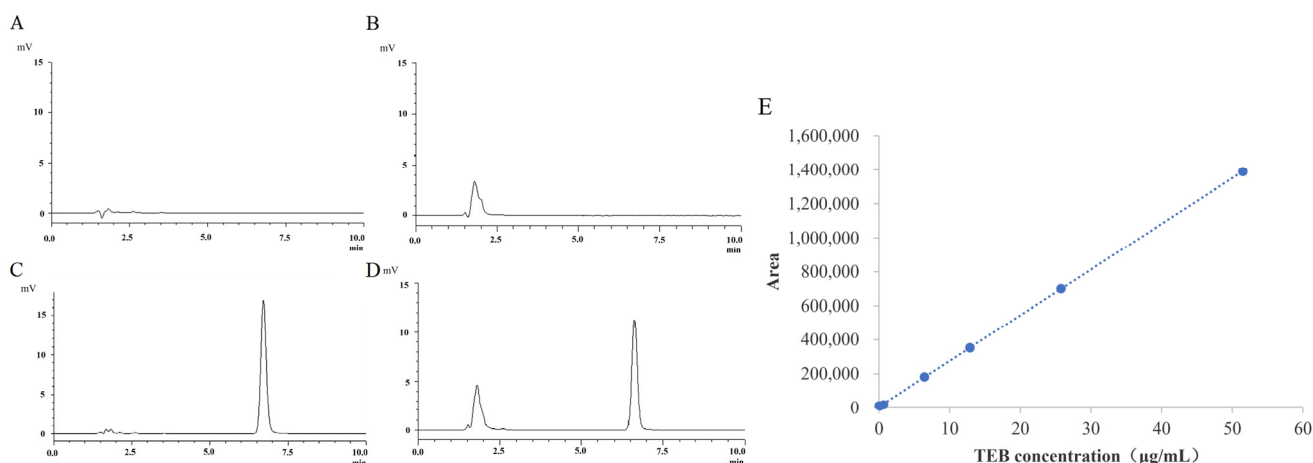 A
mV
15
10
5
0
0.0 2.5 5.0 7.5 10.0
min
B
mV
15
10
5
0
0.0 2.5 5.0 7.5 10.0
min
C
mV
15
10
5
0
0.0 2.5 5.0 7.5 10.0
min
D mV
15
10
5
0
0.0 2.5 5.0 7.5 10.0
min
E
1,600,000
1,400,000
1,200,000
1,000,000
800,000
600,000
400,000
200,000
0
Area
0 10 20 30 40 50 60
TEB concentration（μg/mL）